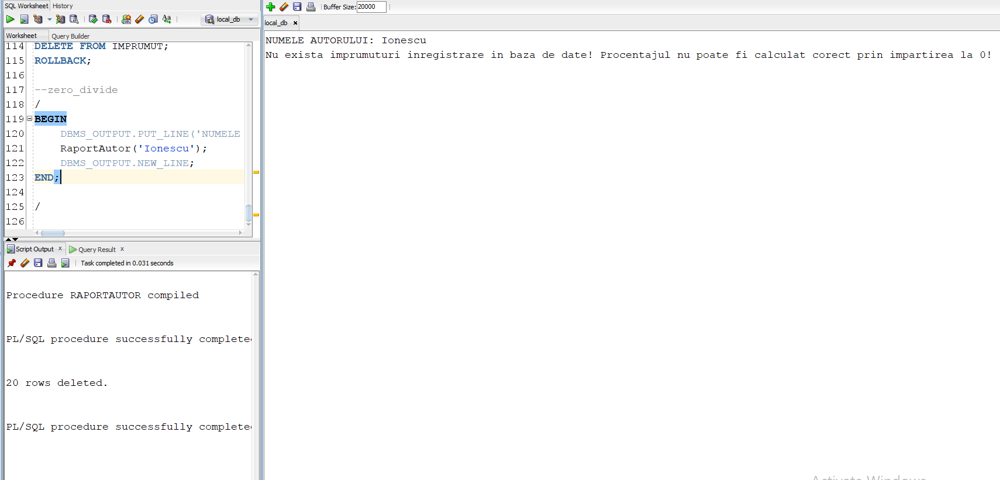 SQL Worksheet History
local_db
Worksheet Query Builder
114 DELETE FROM IMPRUMUT;
115 ROLLBACK;
116
117 --zero_divide
118 /
119 BEGIN
120 DBMS_OUTPUT.PUT_LINE('NUMELE
121 RaportAutor('Ionescu');
122 DBMS_OUTPUT.NEW_LINE;
123 END;
124
125 /
126
Script Output x Query Result x
Task completed in 0.031 seconds
Procedure RAPORTAUTOR compiled
PL/SQL procedure successfully completed
20 rows deleted.
PL/SQL procedure successfully completed
Buffer Size: 20000
local_db x
NUMELE AUTORULUI: Ionescu
Nu exista imprumuturi inregistrare in baza de date! Procentajul nu poate fi calculat corect prin impartirea la 0!
Activate Windows